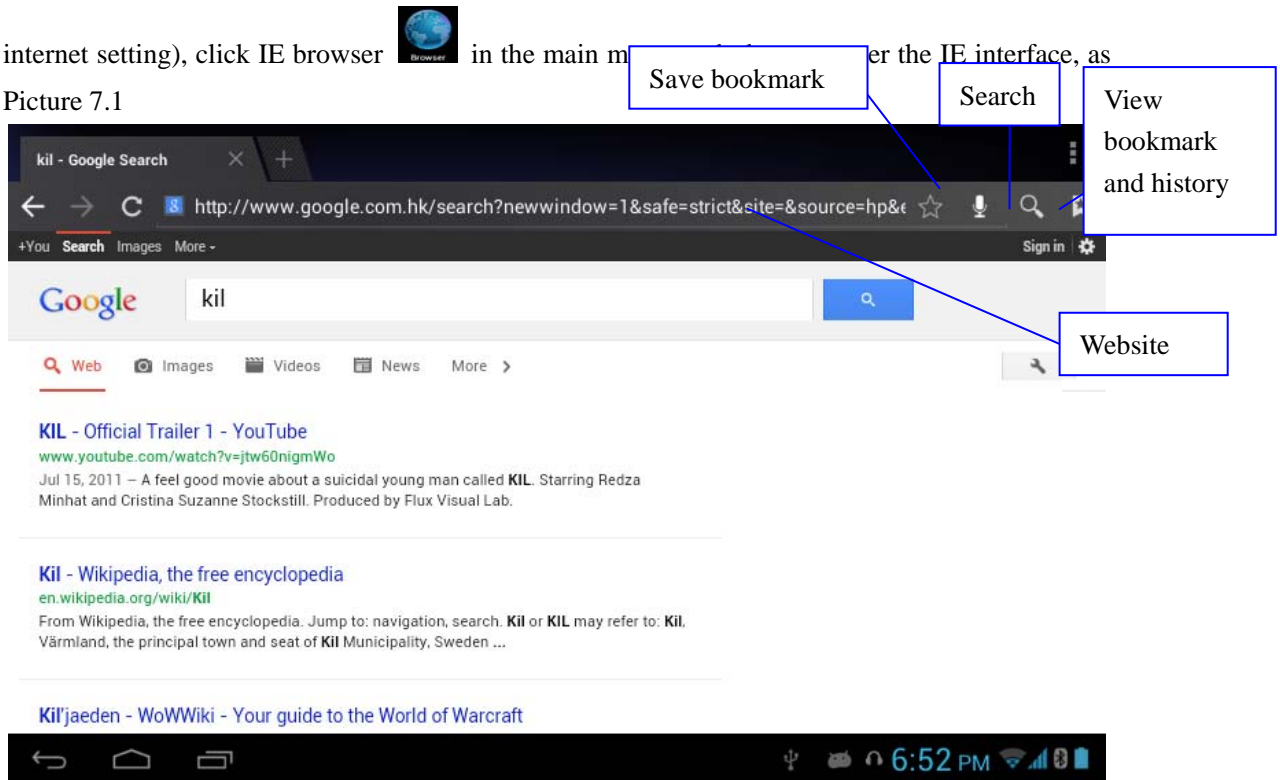 internet setting), click IE browser Browser in the main m er the IE interface, as
Save bookmark
Picture 7.1
Search
View
bookmark
and history
kil - Google Search
http://www.google.com.hk/search?newwindow=1&safe=strict&site=&source=hp&
+You Search Images More
Sign in
Google
kil
Website
Web Images Videos News More
KIL - Official Trailer 1 - YouTube
www.youtube.com/watch?v=jtw60nigmWo
Jul 15, 2011 – A feel good movie about a suicidal young man called KIL. Starring Redza
Minhat and Cristina Suzanne Stockstill. Produced by Flux Visual Lab.
Kil - Wikipedia, the free encyclopedia
en.wikipedia.org/wiki/Kil
From Wikipedia, the free encyclopedia. Jump to: navigation, search. Kil or KIL may refer to: Kil,
Värmland, the principal town and seat of Kil Municipality, Sweden ...
Kil'jaeden - WoWWiki - Your guide to the World of Warcraft
6:52 PM